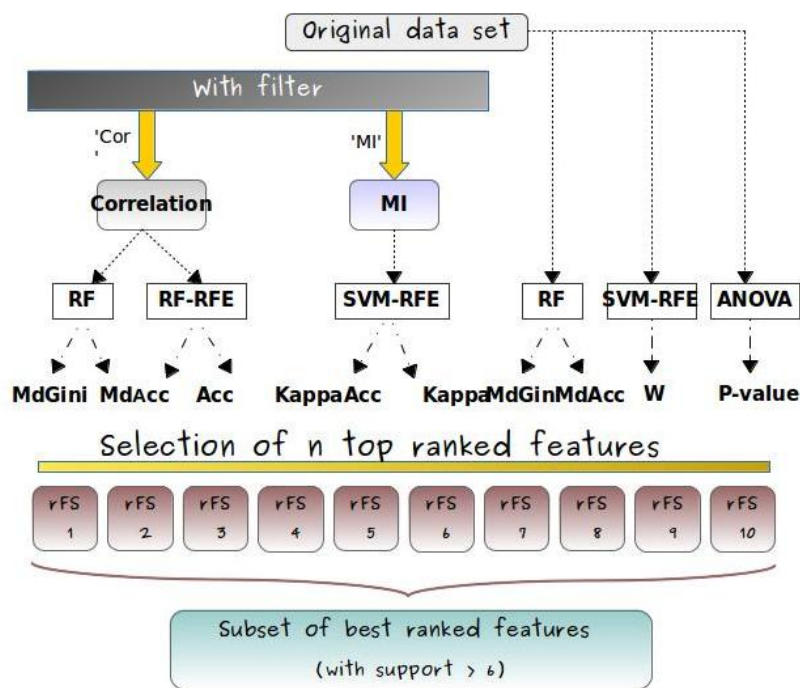 Original data set
With filter
'Cor
'
'MI'
Correlation
MI
RF
RF-RFE
SVM-RFE
RF
SVM-RFE
ANOVA
MdGini
MdAcc
Acc
KappaAcc
KappaMdGinMdAcc
W
P-value
Selection of n top ranked features
rFS
1
rFS
2
rFS
3
rFS
4
rFS
5
rFS
6
rFS
7
rFS
8
rFS
9
rFS
10
Subset of best ranked features
(with support > 6)